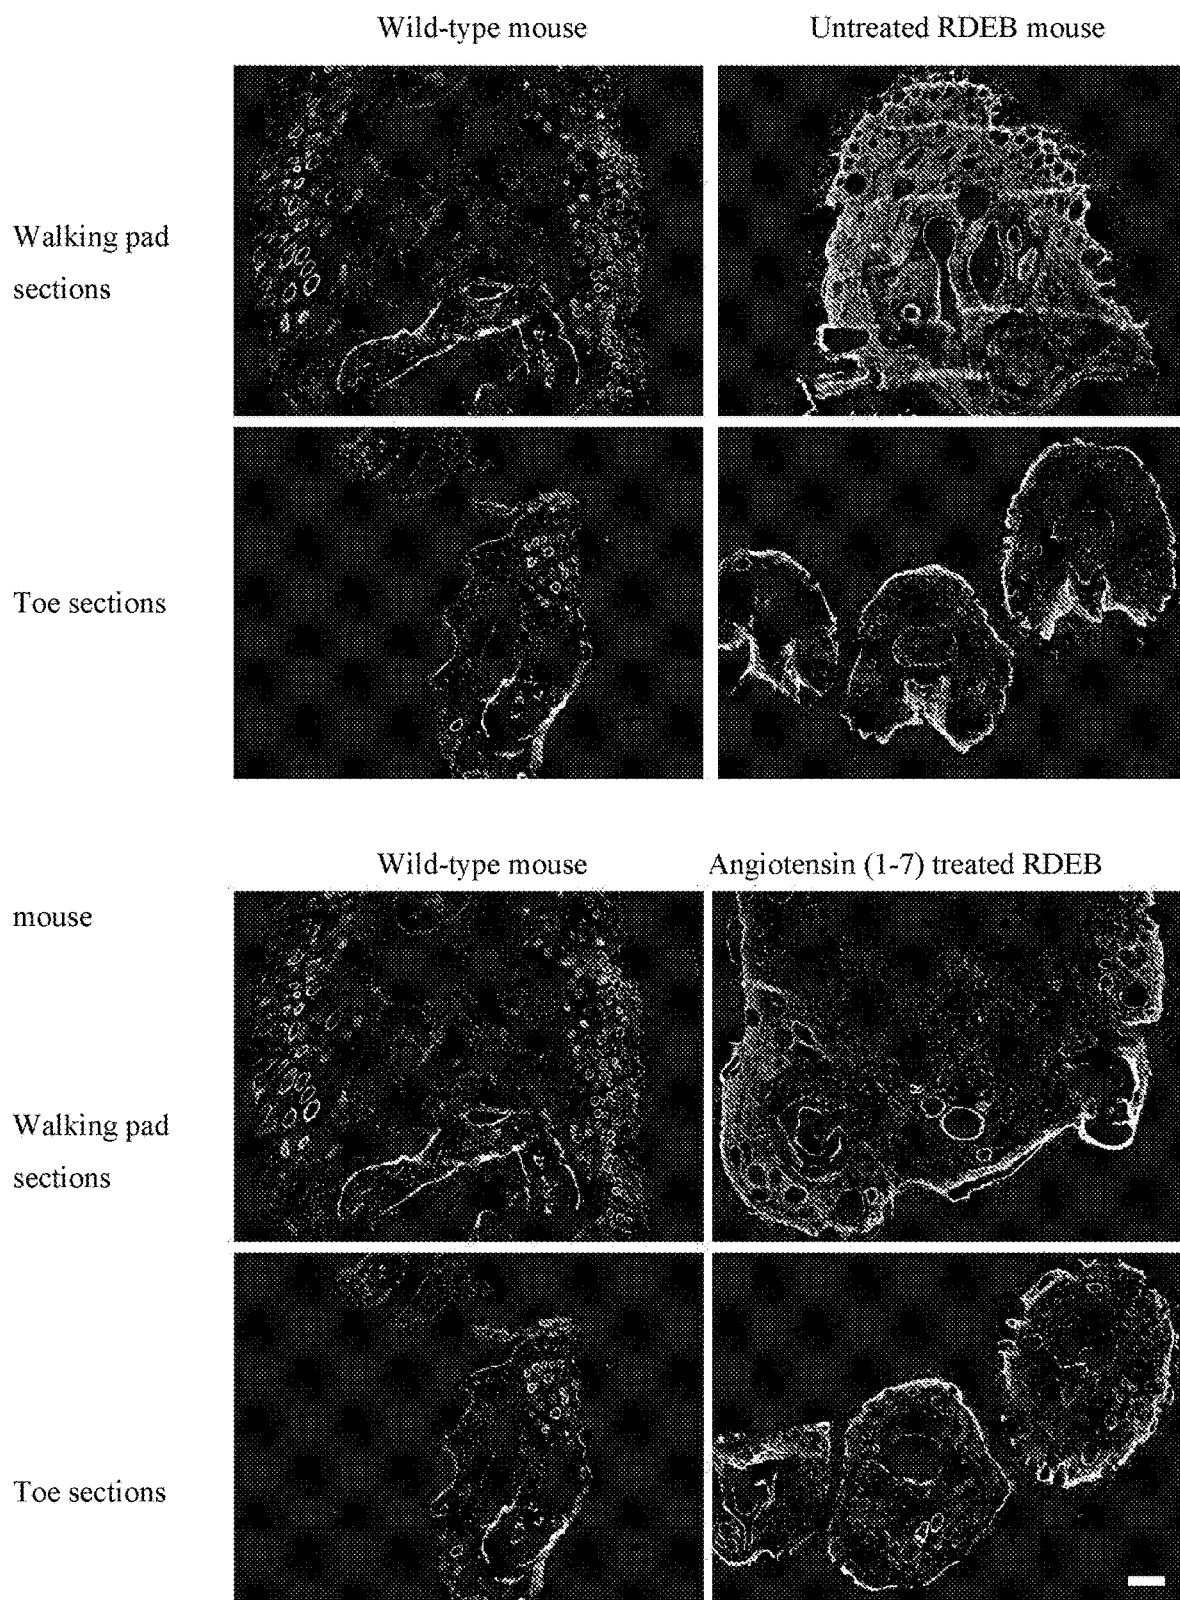 Wild-type mouse
Untreated RDEB mouse
Walking pad
sections
Toe sections
Wild-type mouse
Angiotensin (1-7) treated RDEB
mouse
Walking pad
sections
Toe sections